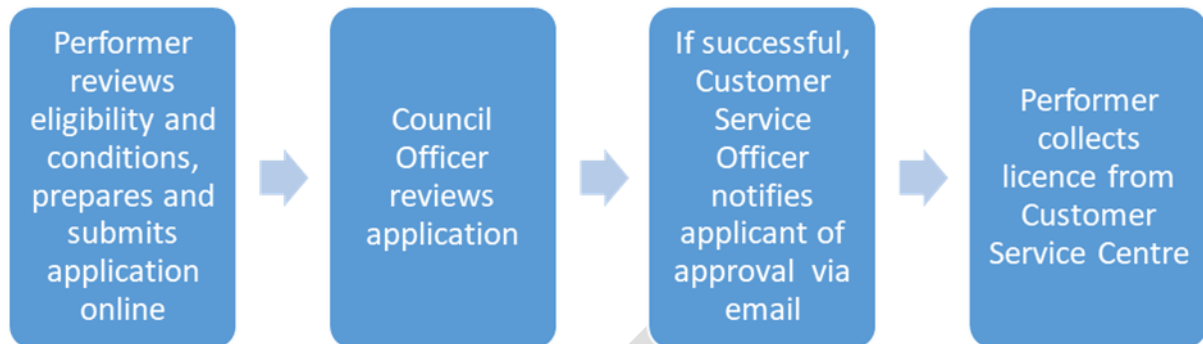 Performer
reviews
eligibility and
conditions,
prepares and
submits
application
online
Council
Officer
reviews
application
If successful,
Customer
Service
Officer
notifies
applicant of
approval via
email
Performer
collects
licence from
Customer
Service Centre